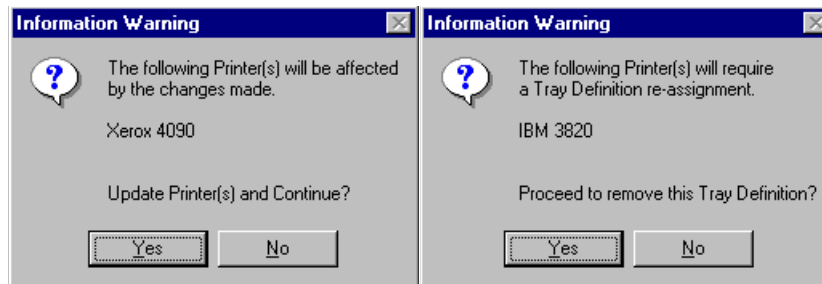 Information Warning
The following Printer(s) will be affected
by the changes made.
Xerox 4090
Update Printer(s) and Continue?
Yes
No
Information Warning
The following Printer(s) will require
a Tray Definition re-assignment.
IBM 3820
Proceed to remove this Tray Definition?
Yes
No